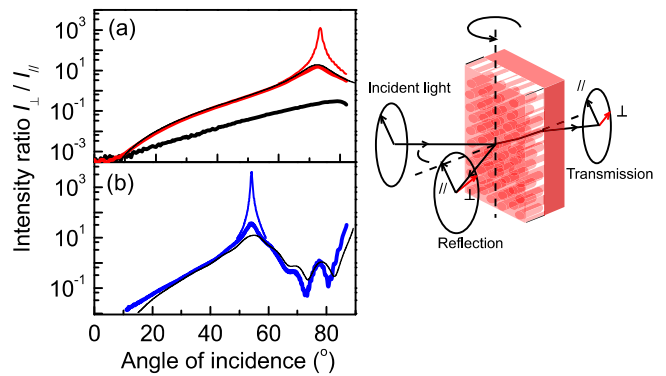 (a)
10³
10¹
10⁻¹
10⁻³
Intensity ratio I⊥ / I//
(b)
10³
10¹
10⁻¹
0 20 40 60 80
Angle of incidence (°)
Incident light
//
⊥
Transmission
//
⊥
Reflection